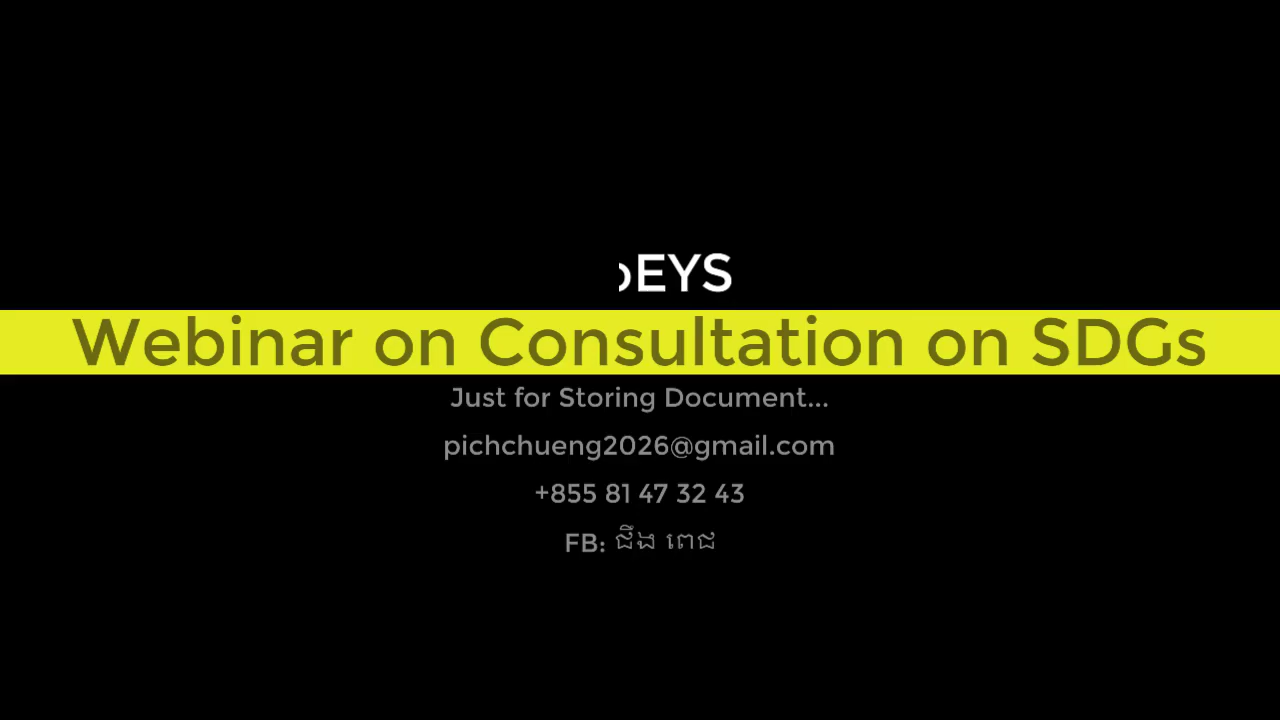 EYS
Webinar on Consultation on SDGs
Just for Storing Document...
pichchueng2026@gmail.com
+855 81 47 32 43
FB: ជឹង ពេជ